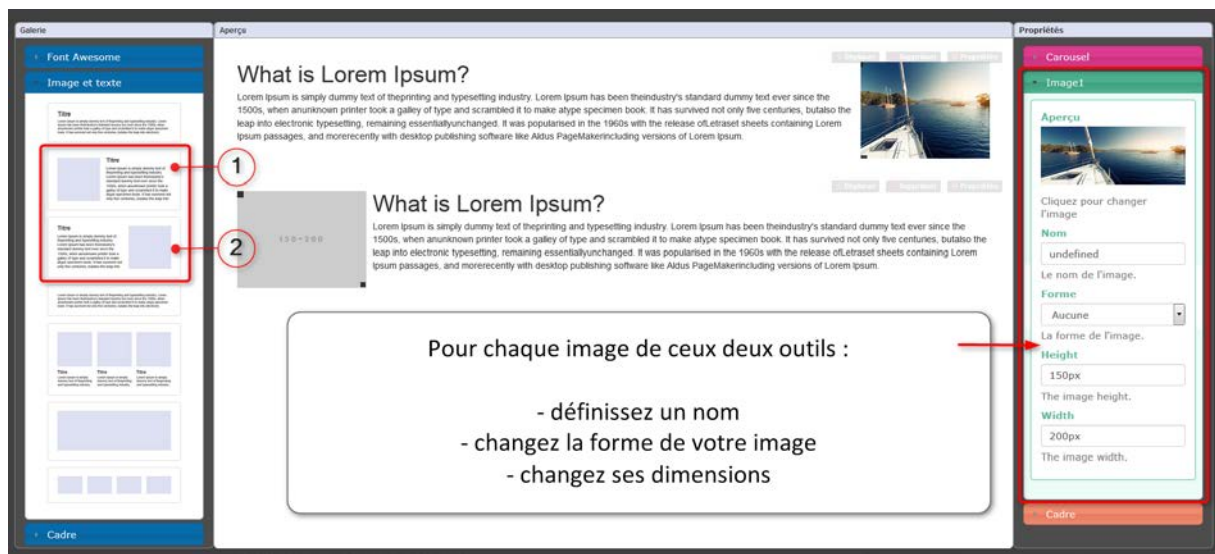 Galerie
Font Awesome
Image et texte
Titre
Titre
Titre
Titre
Titre
Titre
Cadre
1
2
Aperçu
Déplacer Supprimer Propriétés
What is Lorem Ipsum?
Lorem Ipsum is simply dummy text of theprinting and typesetting industry. Lorem Ipsum has been theindustry's standard dummy text ever since the
1500s, when anunknown printer took a galley of type and scrambled it to make atype specimen book. It has survived not only five centuries, butalso the
leap into electronic typesetting, remaining essentiallyunchanged. It was popularised in the 1960s with the release ofLetraset sheets containing Lorem
Ipsum passages, and morerecently with desktop publishing software like Aldus PageMakerincluding versions of Lorem Ipsum.
Déplacer Supprimer Propriétés
150×200
What is Lorem Ipsum?
Lorem Ipsum is simply dummy text of theprinting and typesetting industry. Lorem Ipsum has been theindustry's standard dummy text ever since the
1500s, when anunknown printer took a galley of type and scrambled it to make atype specimen book. It has survived not only five centuries, butalso the
leap into electronic typesetting, remaining essentiallyunchanged. It was popularised in the 1960s with the release ofLetraset sheets containing Lorem
Ipsum passages, and morerecently with desktop publishing software like Aldus PageMakerincluding versions of Lorem Ipsum.
Pour chaque image de ceux deux outils :
- définissez un nom
- changez la forme de votre image
- changez ses dimensions
Propriétés
Carousel
Image1
Aperçu
Cliquez pour changer
l'image
Nom
undefined
Le nom de l'image.
Forme
Aucune
La forme de l'image.
Height
150px
The image height.
Width
200px
The image width.
Cadre